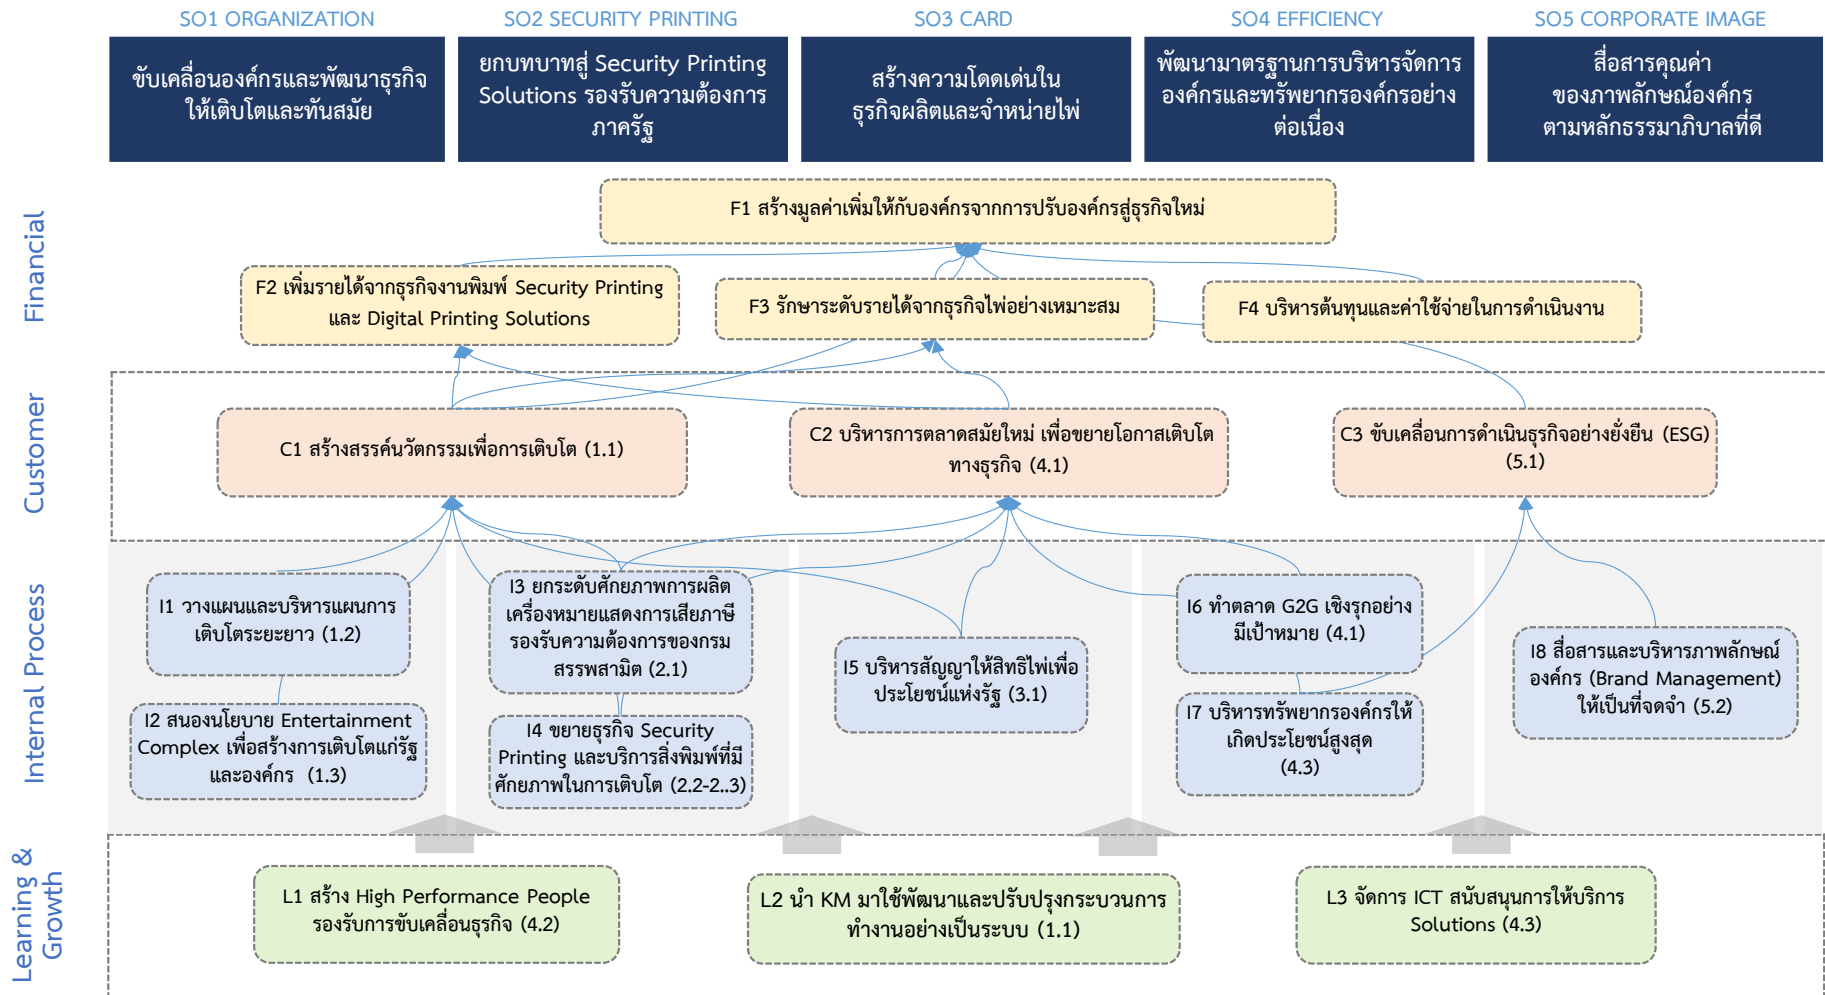 SO1 ORGANIZATION
SO2 SECURITY PRINTING
SO3 CARD
SO4 EFFICIENCY
SO5 CORPORATE IMAGE
ขับเคลื่อนองค์กรและพัฒนาธุรกิจ
ให้เติบโตและทันสมัย
ยกบทบาทสู่ Security Printing
Solutions รองรับความต้องการ
ภาครัฐ
สร้างความโดดเด่นใน
ธุรกิจผลิตและจำหน่ายไพ่
พัฒนามาตรฐานการบริหารจัดการ
องค์กรและทรัพยากรองค์กรอย่าง
ต่อเนื่อง
สื่อสารคุณค่า
ของภาพลักษณ์องค์กร
ตามหลักธรรมาภิบาลที่ดี
Financial
F1 สร้างมูลค่าเพิ่มให้กับองค์กรจากการปรับองค์กรสู่ธุรกิจใหม่
F2 เพิ่มรายได้จากธุรกิจงานพิมพ์ Security Printing
และ Digital Printing Solutions
F3 รักษาระดับรายได้จากธุรกิจไพ่อย่างเหมาะสม
F4 บริหารต้นทุนและค่าใช้จ่ายในการดำเนินงาน
Customer
C1 สร้างสรรค์นวัตกรรมเพื่อการเติบโต (1.1)
C2 บริหารการตลาดสมัยใหม่ เพื่อขยายโอกาสเติบโต
ทางธุรกิจ (4.1)
C3 ขับเคลื่อนการดำเนินธุรกิจอย่างยั่งยืน (ESG)
(5.1)
Internal Process
I1 วางแผนและบริหารแผนการ
เติบโตระยะยาว (1.2)
I2 สนองนโยบาย Entertainment
Complex เพื่อสร้างการเติบโตแก่รัฐ
และองค์กร (1.3)
I3 ยกระดับศักยภาพการผลิต
เครื่องหมายแสดงการเสียภาษี
รองรับความต้องการของกรม
สรรพสามิต (2.1)
I4 ขยายธุรกิจ Security
Printing และบริการสิ่งพิมพ์ที่มี
ศักยภาพในการเติบโต (2.2-2..3)
I5 บริหารสัญญาให้สิทธิไพ่เพื่อ
ประโยชน์แห่งรัฐ (3.1)
I6 ทำตลาด G2G เชิงรุกอย่าง
มีเป้าหมาย (4.1)
I7 บริหารทรัพยากรองค์กรให้
เกิดประโยชน์สูงสุด
(4.3)
I8 สื่อสารและบริหารภาพลักษณ์
องค์กร (Brand Management)
ให้เป็นที่จดจำ (5.2)
Learning &
Growth
L1 สร้าง High Performance People
รองรับการขับเคลื่อนธุรกิจ (4.2)
L2 นำ KM มาใช้พัฒนาและปรับปรุงกระบวนการ
ทำงานอย่างเป็นระบบ (1.1)
L3 จัดการ ICT สนับสนุนการให้บริการ
Solutions (4.3)